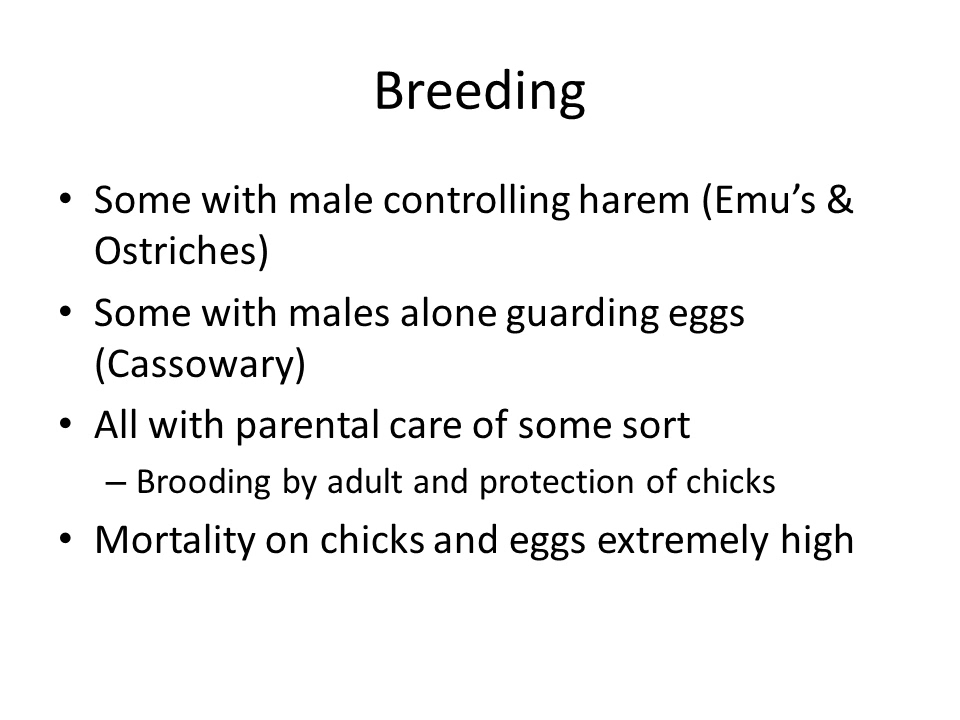 Breeding
• Some with male controlling harem (Emu’s &
Ostriches)
• Some with males alone guarding eggs
(Cassowary)
• All with parental care of some sort
– Brooding by adult and protection of chicks
• Mortality on chicks and eggs extremely high